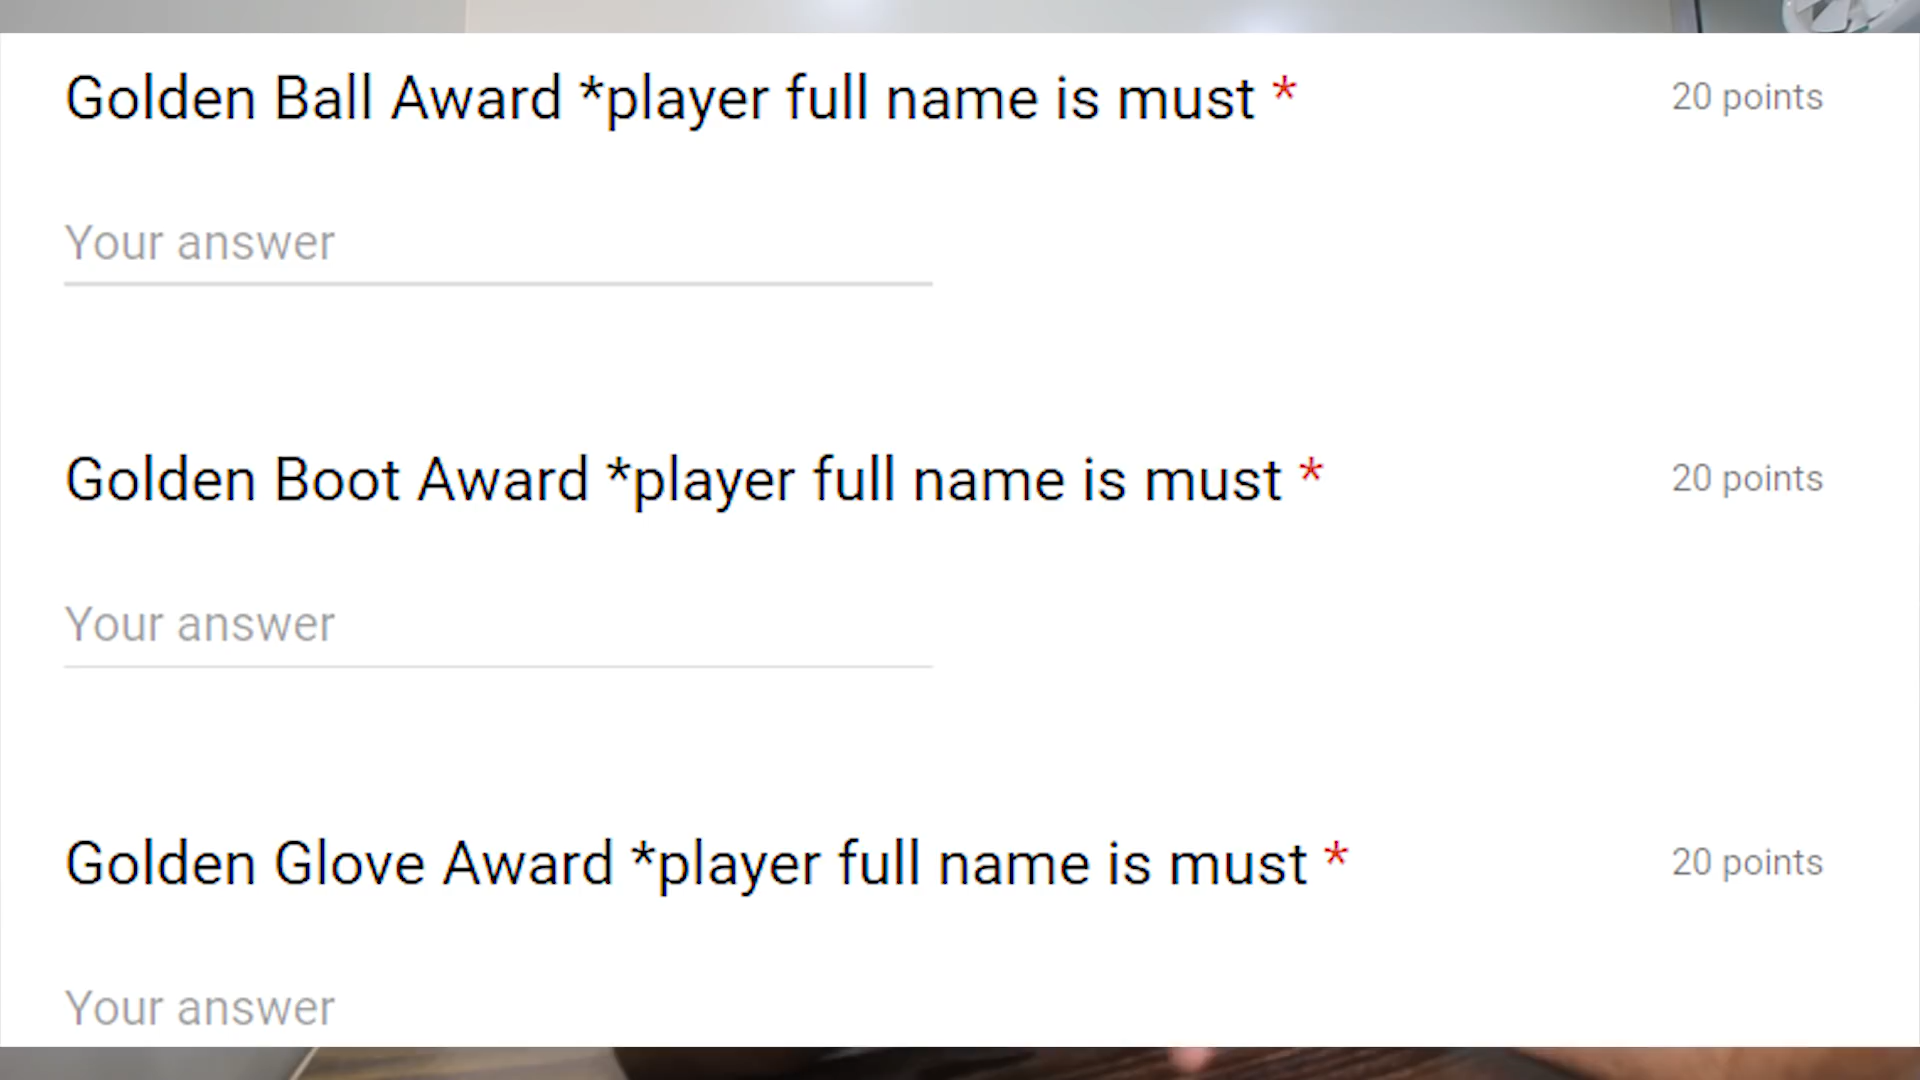 Golden Ball Award *player full name is must *
20 points
Your answer
Golden Boot Award *player full name is must *
20 points
Your answer
Golden Glove Award *player full name is must *
20 points
Your answer